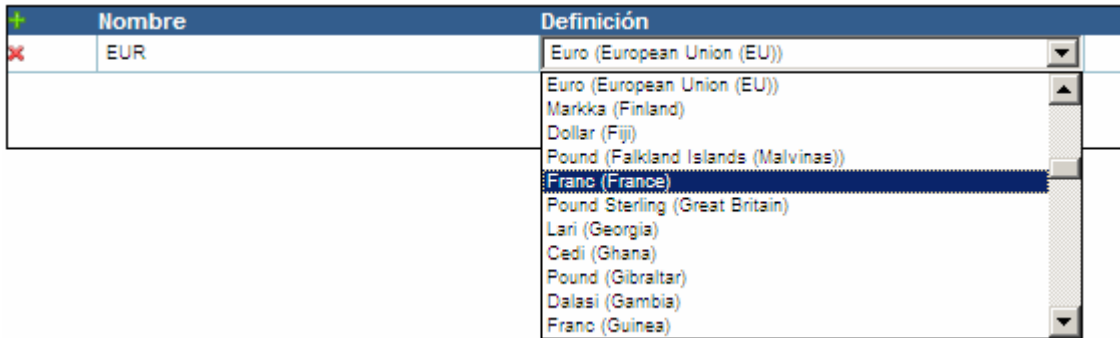 Nombre Definición
EUR Euro (European Union (EU))
Euro (European Union (EU))
Markka (Finland)
Dollar (Fiji)
Pound (Falkland Islands (Malvinas))
Franc (France)
Pound Sterling (Great Britain)
Lari (Georgia)
Cedi (Ghana)
Pound (Gibraltar)
Dalasi (Gambia)
Franc (Guinea)